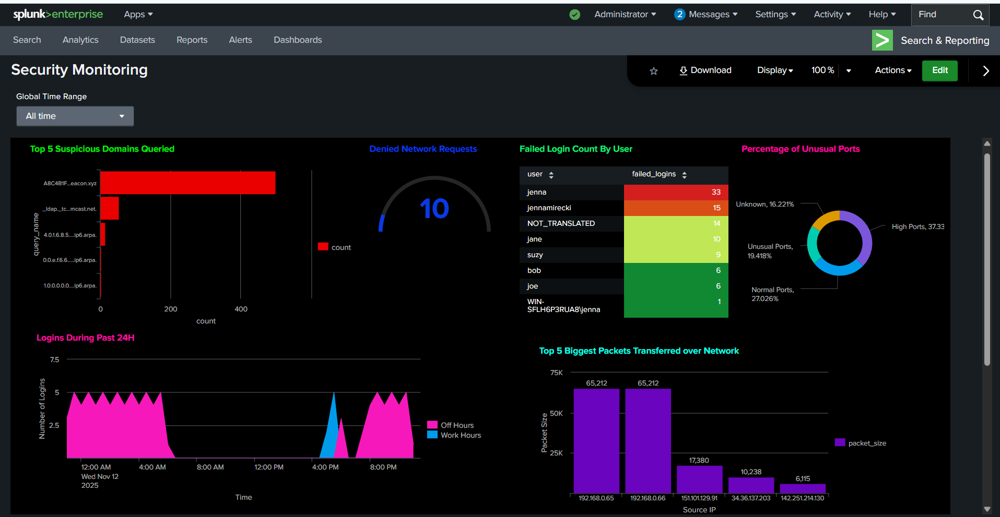 splunk>enterprise
Apps
Administrator
2 Messages
Settings
Activity
Help
Find
Search
Analytics
Datasets
Reports
Alerts
Dashboards
Search & Reporting
Security Monitoring
Download
Display
100 %
Actions
Edit
Global Time Range
All time
Top 5 Suspicious Domains Queried
query_name
A8C4B1F...eacon.xyz
_ldap._tc...mcast.net.
4.0.1.6.8.5....ip6.arpa.
0.0.e.f.6.6.....ip6.arpa.
1.0.0.0.0.0....ip6.arpa.
0
200
400
count
count
Denied Network Requests
10
Failed Login Count By User
user failed_logins
jenna 33
jennamirecki 15
NOT_TRANSLATED 14
jane 10
suzy 9
bob 6
joe 6
WIN- 1
SFLH6P3RUA8\jenna
Percentage of Unusual Ports
Unknown, 16.221%
High Ports, 37.33
Unusual Ports,
19.418%
Normal Ports,
27.026%
Logins During Past 24H
Number of Logins
7.5
5
2.5
12:00 AM
Wed Nov 12
2025
4:00 AM
8:00 AM
12:00 PM
4:00 PM
8:00 PM
Time
Off Hours
Work Hours
Top 5 Biggest Packets Transferred over Network
Packet Size
75K
50K
25K
65,212
65,212
17,380
10,238
6,115
192.168.0.65
192.168.0.66
151.101.129.91
34.36.137.203
142.251.214.130
Source IP
packet_size